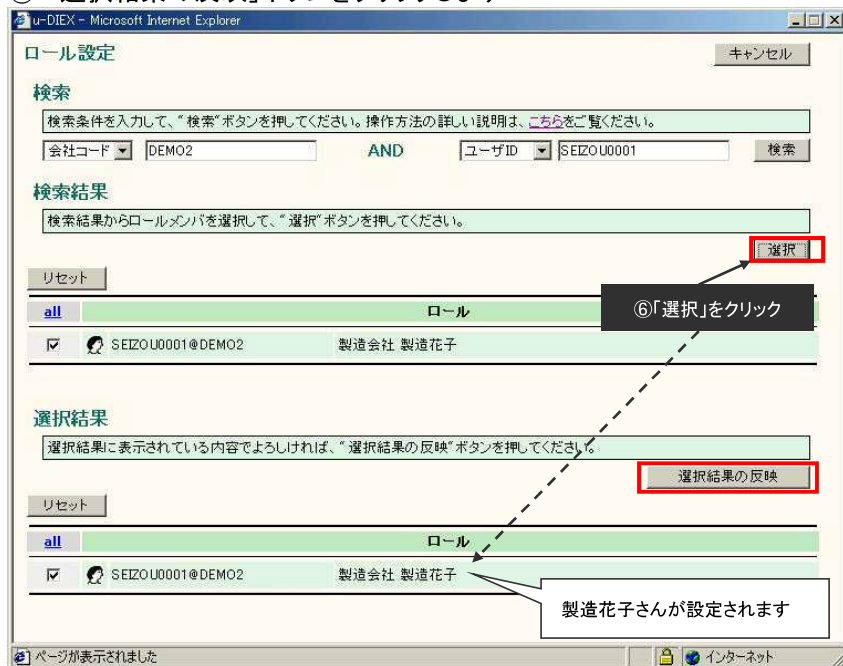 u-DIEX - Microsoft Internet Explorer
ロール設定
キャンセル
検索
検索条件を入力して、"検索"ボタンを押してください。操作方法の詳しい説明は、こちらをご覧ください。
会社コード DEMO2 AND ユーザID SEIZOU0001 検索
検索結果
検索結果からロールメンバを選択して、"選択"ボタンを押してください。
選択
リセット
⑥「選択」をクリック
all ロール
SEIZOU0001@DEMO2 製造会社 製造花子
選択結果
選択結果に表示されている内容でよろしければ、"選択結果の反映"ボタンを押してください。
選択結果の反映
リセット
all ロール
SEIZOU0001@DEMO2 製造会社 製造花子
製造花子さんが設定されます
ページが表示されました インターネット